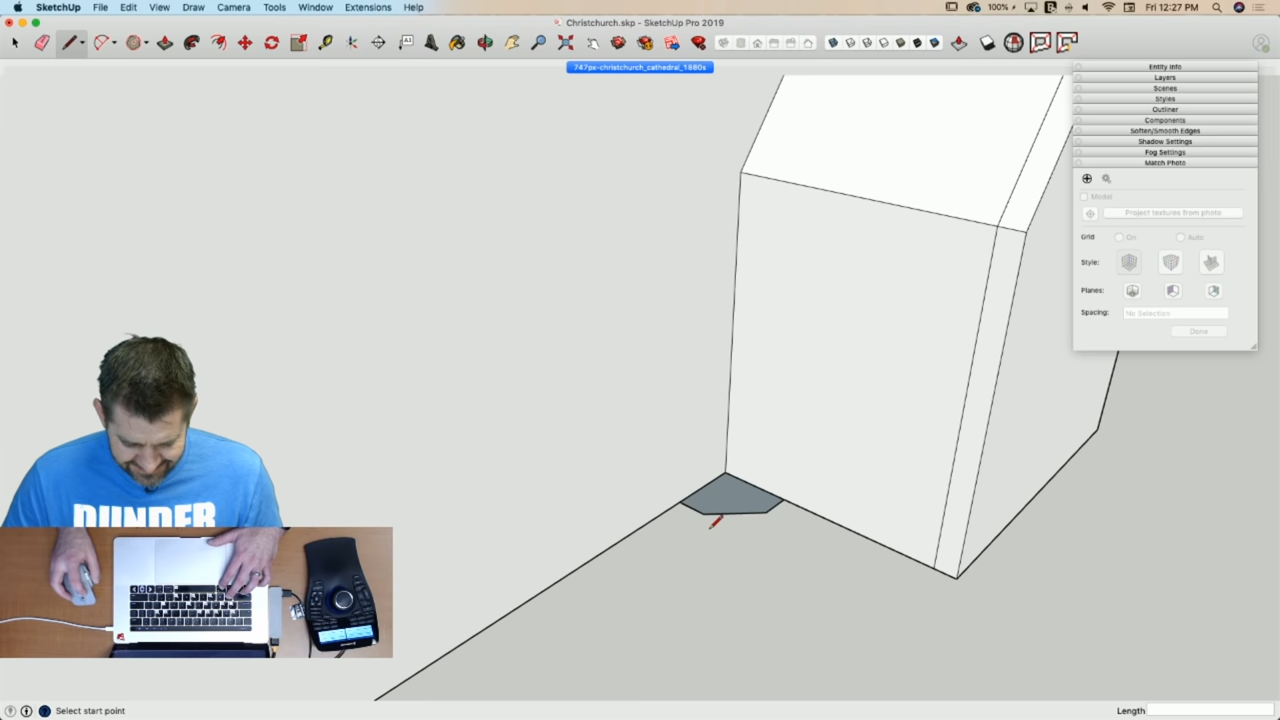 SketchUp File Edit View Draw Camera Tools Window Extensions Help 100% Fri 12:27 PM
Christchurch.skp - SketchUp Pro 2019
747px-christchurch_cathedral_1880s
Entity Info
Layers
Scenes
Styles
Outliner
Components
Soften/Smooth Edges
Shadow Settings
Fog Settings
Match Photo
Model
Project textures from photo
Grid On Auto
Style:
Planes:
Spacing: No Selection
Done
DUNDER
Select start point
Length